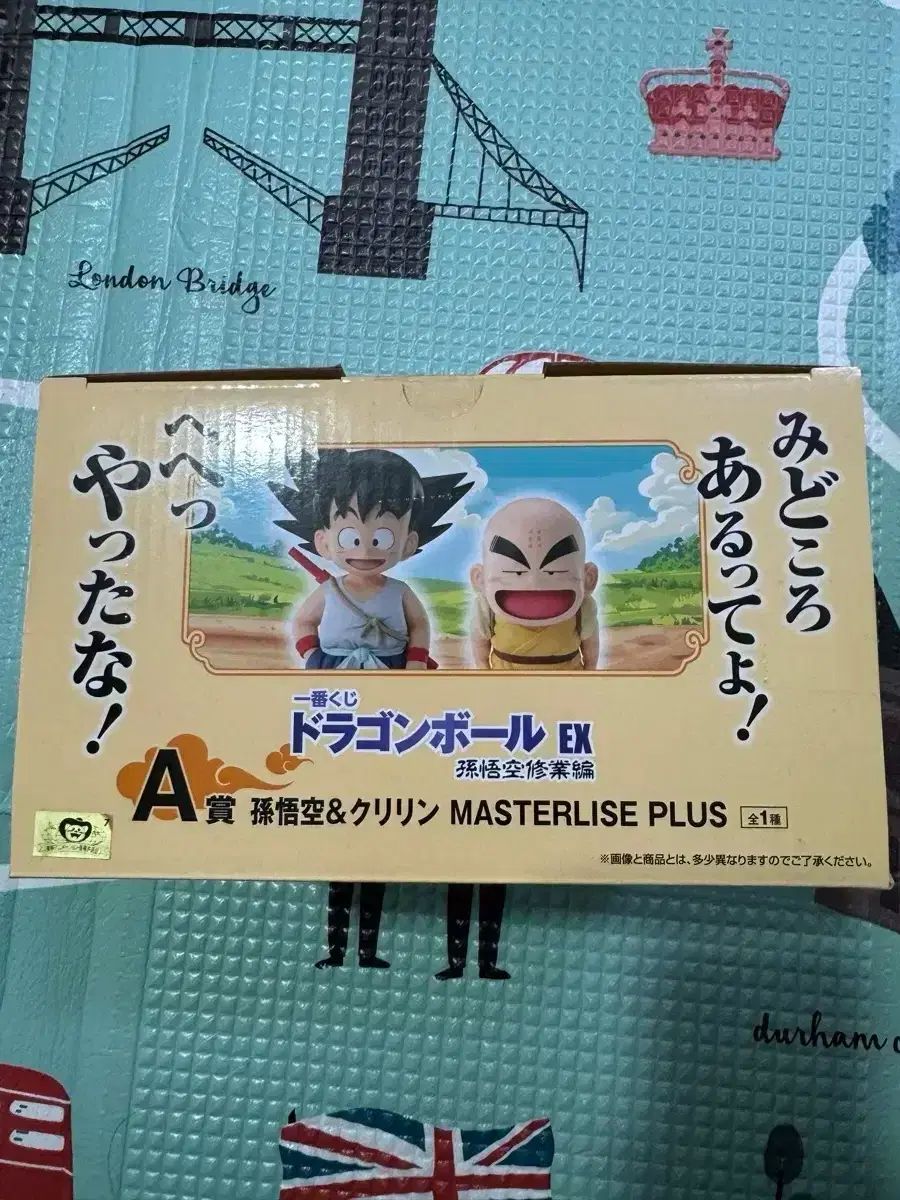 London Bridge
みどころ
あるってよ!
へへっ
やったな!
一番くじ
ドラゴンボール EX
孫悟空修業編
A賞 孫悟空&クリリン MASTERLISE PLUS 全1種
※画像と商品とは、多少異なりますのでご了承ください。
durham